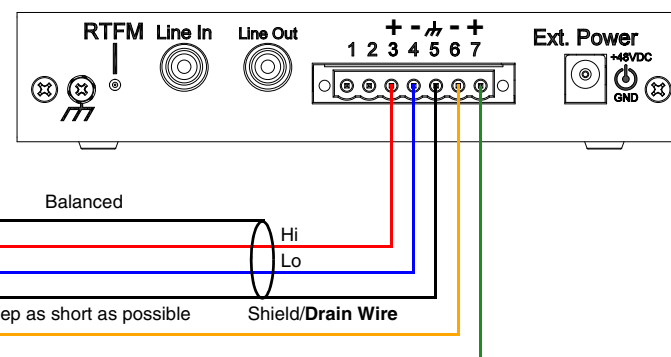 RTFM Line In Line Out + - - + Ext. Power
1 2 3 4 5 6 7
+48VDC
GND
Balanced
Hi
Lo
ep as short as possible Shield/Drain Wire